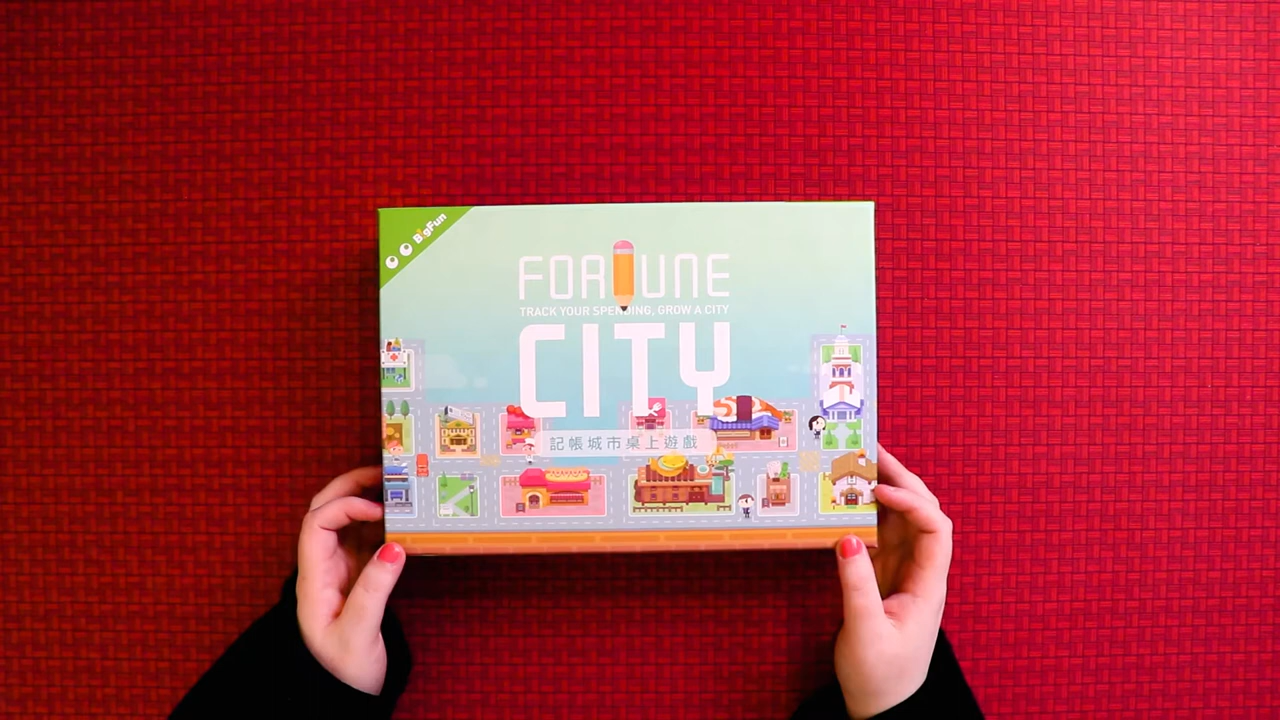 BigFun
FORTUNE
TRACK YOUR SPENDING, GROW A CITY
CITY
記帳城市桌上遊戲